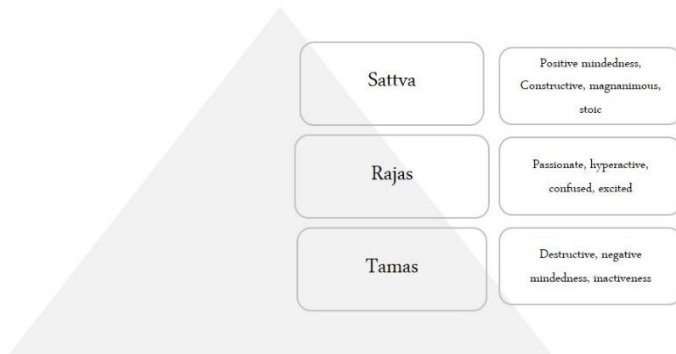 Sattva
Positive mindedness,
Constructive, magnanimous,
stoic
Rajas
Passionate, hyperactive,
confused, excited
Tamas
Destructive, negative
mindedness, inactiveness